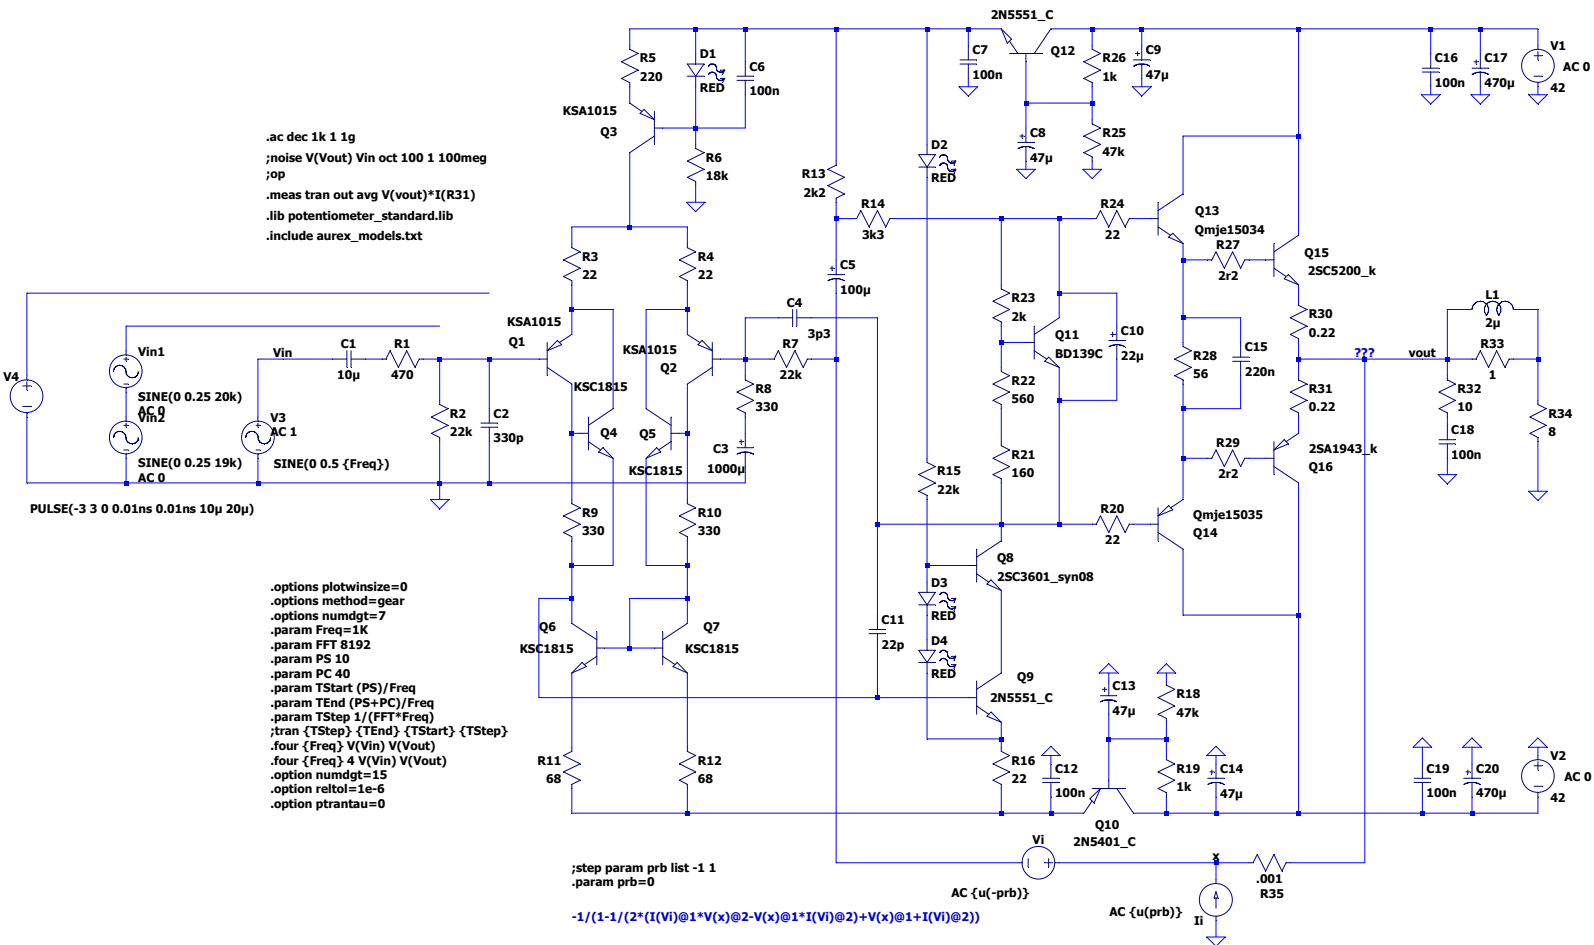 2N5551_C
Q12
R5
220
D1
RED
C6
100n
C7
100n
R26
1k
C9
47µ
C16
100n
C17
470µ
V1
AC 0
42
KSA1015
Q3
.ac dec 1k 1 1g
;noise V(Vout) Vin oct 100 1 100meg
;op
.meas tran out avg V(vout)*I(R31)
.lib potentiometer_standard.lib
.include aurex_models.txt
R6
18k
R13
2k2
D2
RED
C8
47µ
R25
47k
R14
3k3
R24
22
Q13
Qmje15034
R27
2r2
Q15
2SC5200_k
R3
22
R4
22
C5
100µ
R23
2k
Q11
BD139C
C10
22µ
R30
0.22
L1
2µ
KSA1015
Q1
C4
3p3
KSA1015
Q2
R7
22k
R28
56
C15
220n
???
vout
R33
1
V4
Vin1
SINE(0 0.25 20k)
AC 0
Vin2
SINE(0 0.25 19k)
AC 0
Vin
C1
10µ
R1
470
V3
AC 1
SINE(0 0.5 {Freq})
R2
22k
C2
330p
KSC1815
Q4
Q5
KSC1815
R8
330
C3
1000µ
R22
560
R31
0.22
R32
10
C18
100n
R34
8
R29
2r2
2SA1943_k
Q16
PULSE(-3 3 0 0.01ns 0.01ns 10µ 20µ)
R9
330
R10
330
R15
22k
R21
160
R20
22
Qmje15035
Q14
Q8
2SC3601_syn08
.options plotwinsize=0
.options method=gear
.options numdgt=7
.param Freq=1K
.param FFT 8192
.param PS 10
.param PC 40
.param TStart (PS)/Freq
.param TEnd (PS+PC)/Freq
.param TStep 1/(FFT*Freq)
;tran {TStep} {TEnd} {TStart} {TStep}
.four {Freq} V(Vin) V(Vout)
.four {Freq} 4 V(Vin) V(Vout)
.option numdgt=15
.option reltol=1e-6
.option ptrantau=0
Q6
KSC1815
Q7
KSC1815
C11
22p
D3
RED
D4
RED
Q9
2N5551_C
C13
47µ
R18
47k
R11
68
R12
68
R16
22
C12
100n
R19
1k
C14
47µ
C19
100n
C20
470µ
V2
AC 0
42
Q10
2N5401_C
;step param prb list -1 1
.param prb=0
Vi
AC {u(-prb)}
x
.001
R35
AC {u(prb)}
Ii
-1/(1-1/(2*(I(Vi)@1*V(x)@2-V(x)@1*I(Vi)@2)+V(x)@1+I(Vi)@2))